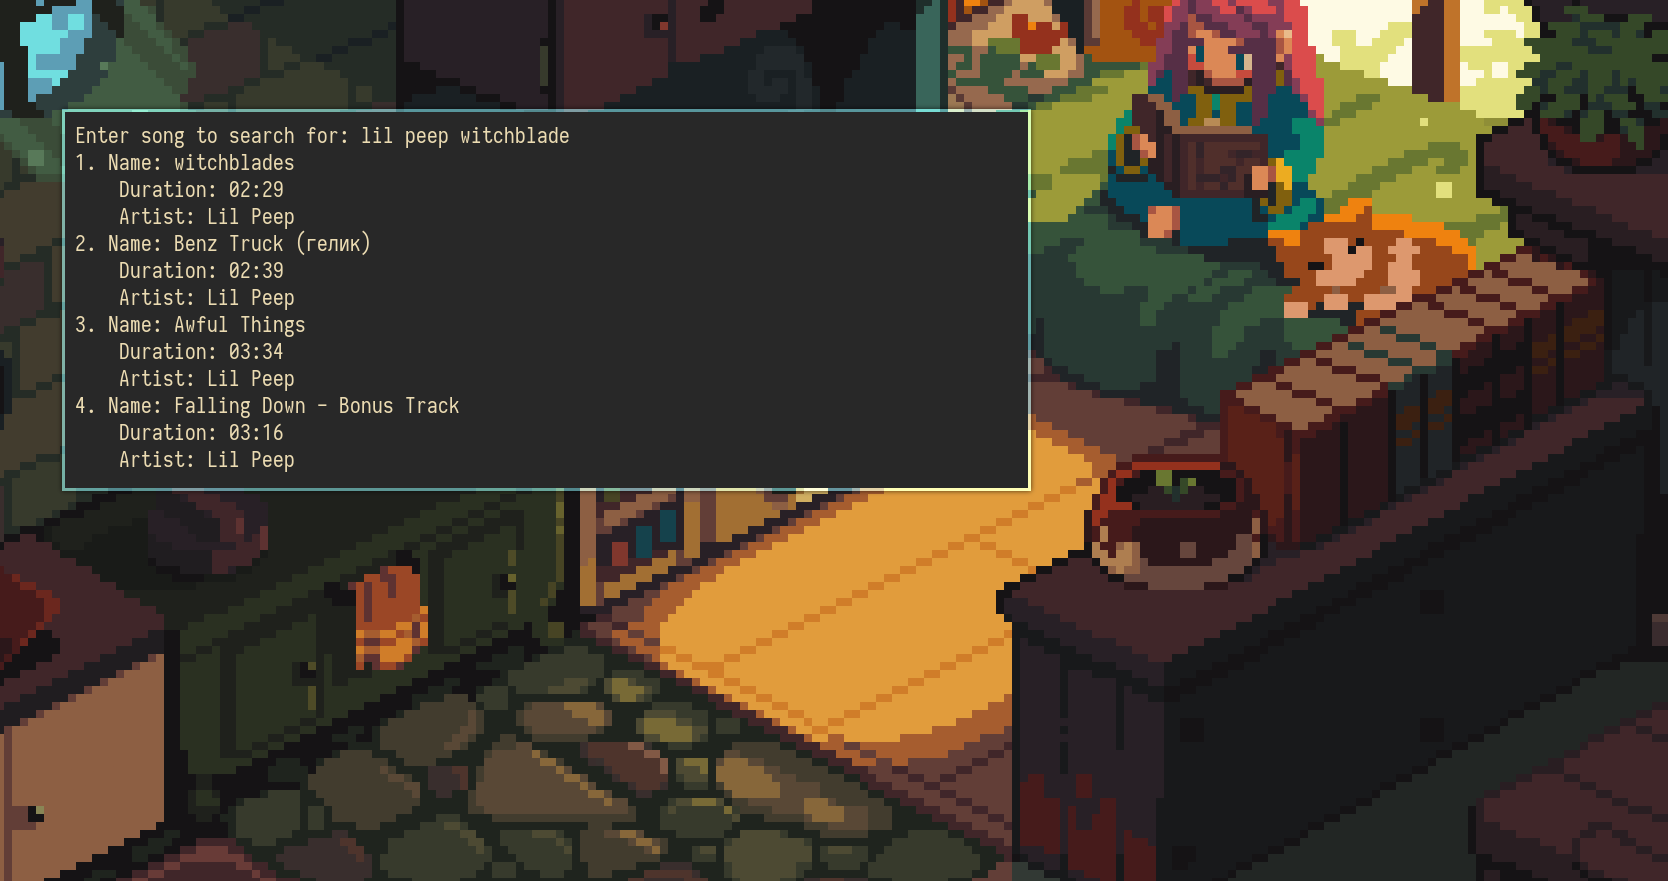 Enter song to search for: lil peep witchblade
1. Name: witchblades
Duration: 02:29
Artist: Lil Peep
2. Name: Benz Truck (гелик)
Duration: 02:39
Artist: Lil Peep
3. Name: Awful Things
Duration: 03:34
Artist: Lil Peep
4. Name: Falling Down - Bonus Track
Duration: 03:16
Artist: Lil Peep